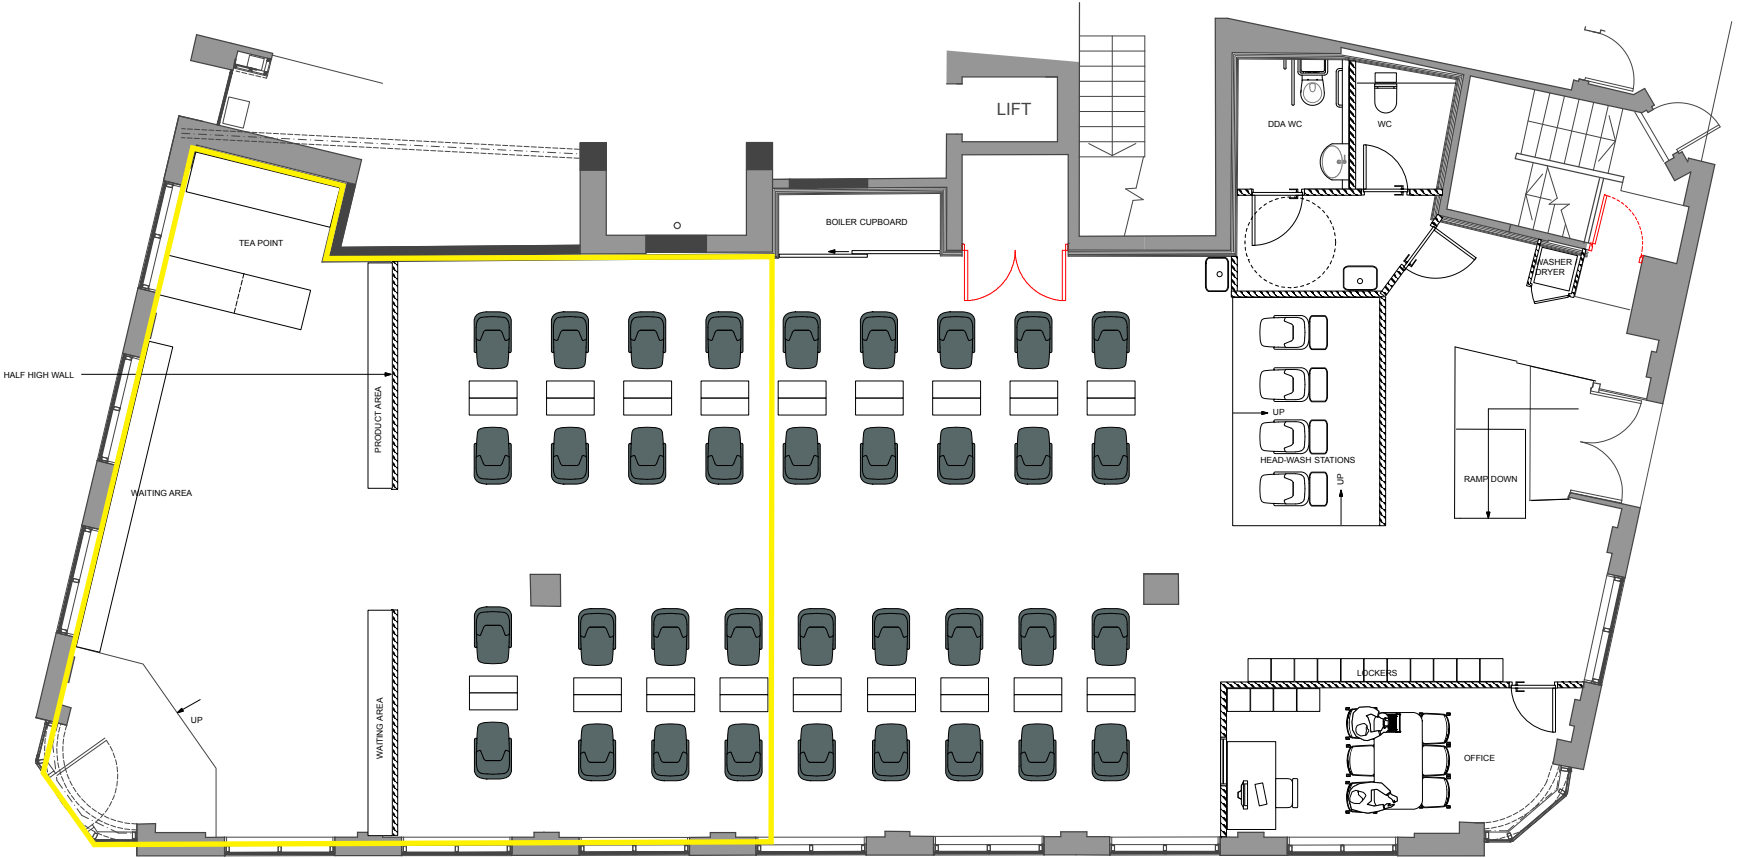 LIFT
DDA WC
WC
BOILER CUPBOARD
TEA POINT
WASHER
DRYER
HALF HIGH WALL
PRODUCT AREA
UP
HEAD-WASH STATIONS
UP
RAMP DOWN
WAITING AREA
LOCKERS
UP
WAITING AREA
OFFICE